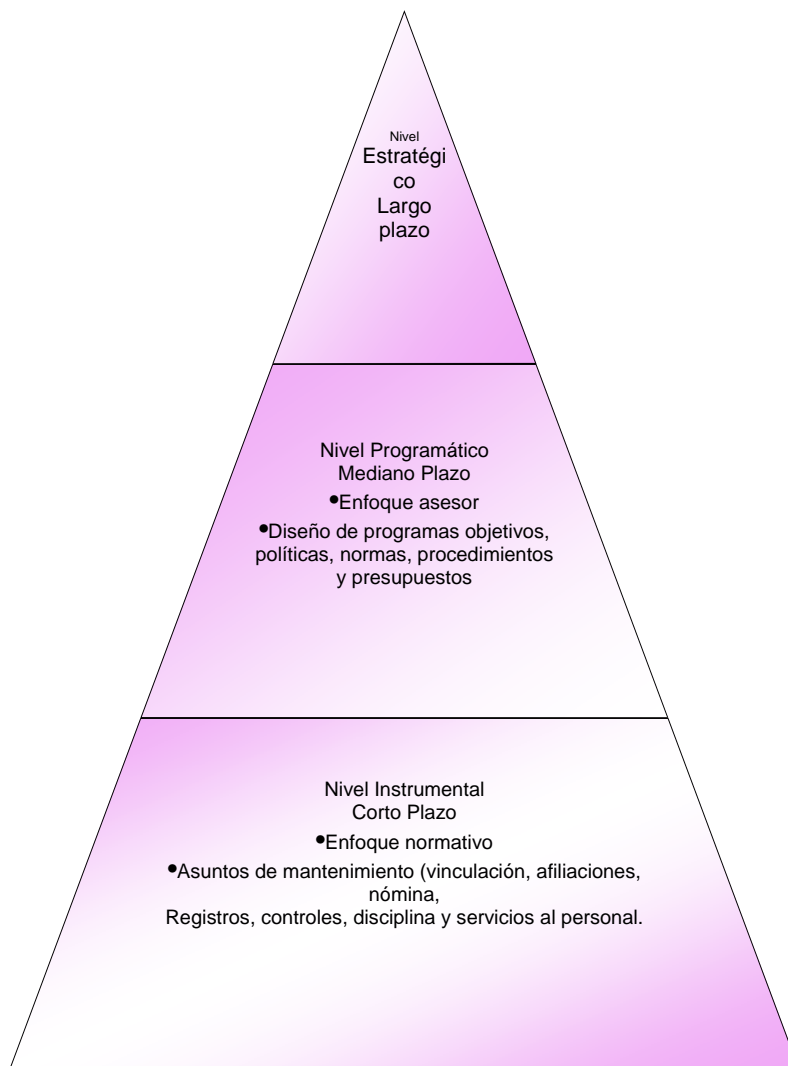 Nivel
Estratégi
co
Largo
plazo
Nivel Programático
Mediano Plazo
•Enfoque asesor
•Diseño de programas objetivos,
políticas, normas, procedimientos
y presupuestos
Nivel Instrumental
Corto Plazo
•Enfoque normativo
•Asuntos de mantenimiento (vinculación, afiliaciones,
nómina,
Registros, controles, disciplina y servicios al personal.